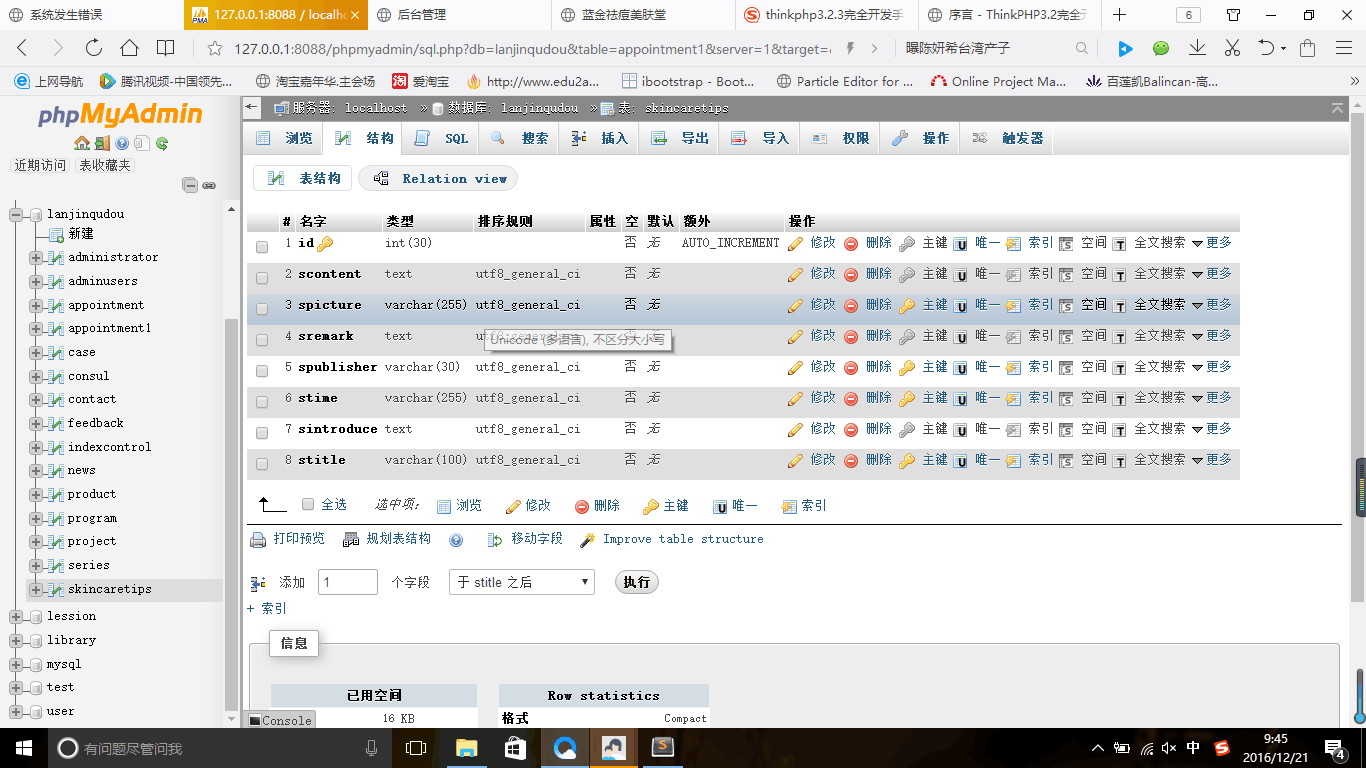 系统发生错误
127.0.0.1:8088 / localho
后台管理
蓝金祛痘美肤堂
thinkphp3.2.3完全开发手
序言 - ThinkPHP3.2完全开
6
127.0.0.1:8088/phpmyadmin/sql.php?db=lanjinqudou&table=appointment1&server=1&target=
曝陈妍希台湾产子
上网导航
腾讯视频-中国领先...
淘宝嘉年华.主会场
淘 爱淘宝
http://www.edu2a...
ibootstrap - Boot...
Particle Editor for ...
Online Project Ma...
百莲凯Balincan-高...
phpMyAdmin
近期访问 表收藏夹
lanjinqudou
新建
administrator
adminusers
appointment
appointment1
case
consul
contact
feedback
indexcontrol
news
product
program
project
series
skincaretips
lession
library
mysql
test
user
服务器: localhost » 数据库: lanjinqudou » 表: skincaretips
浏览 结构 SQL 搜索 插入 导出 导入 权限 操作 触发器
表结构 Relation view
# 名字 类型 排序规则 属性 空 默认 额外 操作
1 id int(30) 否 无 AUTO_INCREMENT 修改 删除 主键 唯一 索引 空间 全文搜索 更多
2 scontent text utf8_general_ci 否 无 修改 删除 主键 唯一 索引 空间 全文搜索 更多
3 spicture varchar(255) utf8_general_ci 否 无 修改 删除 主键 唯一 索引 空间 全文搜索 更多
4 sremark text utf8_general_ci 否 无 修改 删除 主键 唯一 索引 空间 全文搜索 更多
Unicode (多语言), 不区分大小写
5 spublisher varchar(30) utf8_general_ci 否 无 修改 删除 主键 唯一 索引 空间 全文搜索 更多
6 stime varchar(255) utf8_general_ci 否 无 修改 删除 主键 唯一 索引 空间 全文搜索 更多
7 sintroduce text utf8_general_ci 否 无 修改 删除 主键 唯一 索引 空间 全文搜索 更多
8 stitle varchar(100) utf8_general_ci 否 无 修改 删除 主键 唯一 索引 空间 全文搜索 更多
全选 选中项: 浏览 修改 删除 主键 唯一 索引
打印预览 规划表结构 移动字段 Improve table structure
添加 1 个字段 于 stitle 之后 执行
+ 索引
信息
已用空间
16 KB
Row statistics
格式 Compact
Console
有问题尽管问我
中
9:45
2016/12/21
4